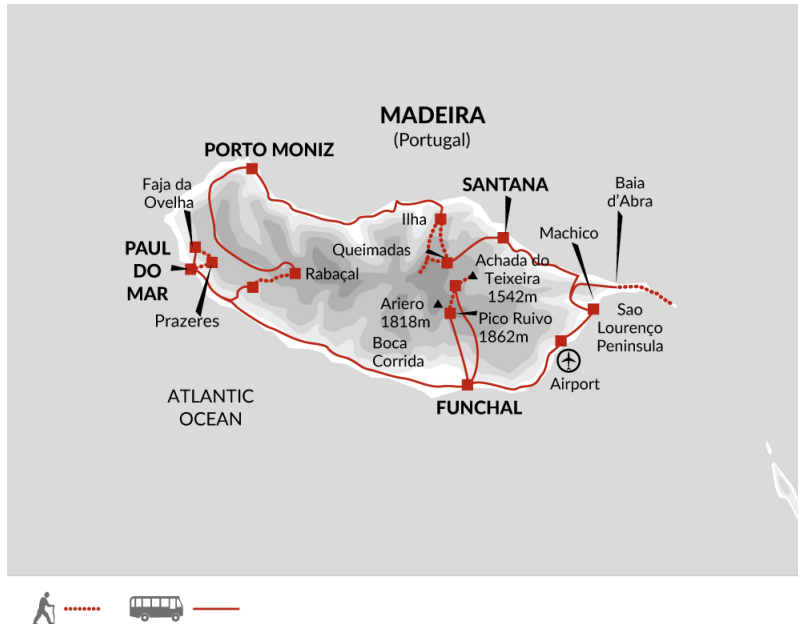 MADEIRA
(Portugal)
PORTO MONIZ
Faja da
Ovelha
SANTANA
Baia
d'Abra
Ilha
Machico
PAUL
DO
MAR
Queimadas
Achada do
Teixeira
1542m
Rabaçal
Ariero
1818m
Pico Ruivo
1862m
Sao
Lourenço
Peninsula
Prazeres
Boca
Corrida
Airport
ATLANTIC
OCEAN
FUNCHAL